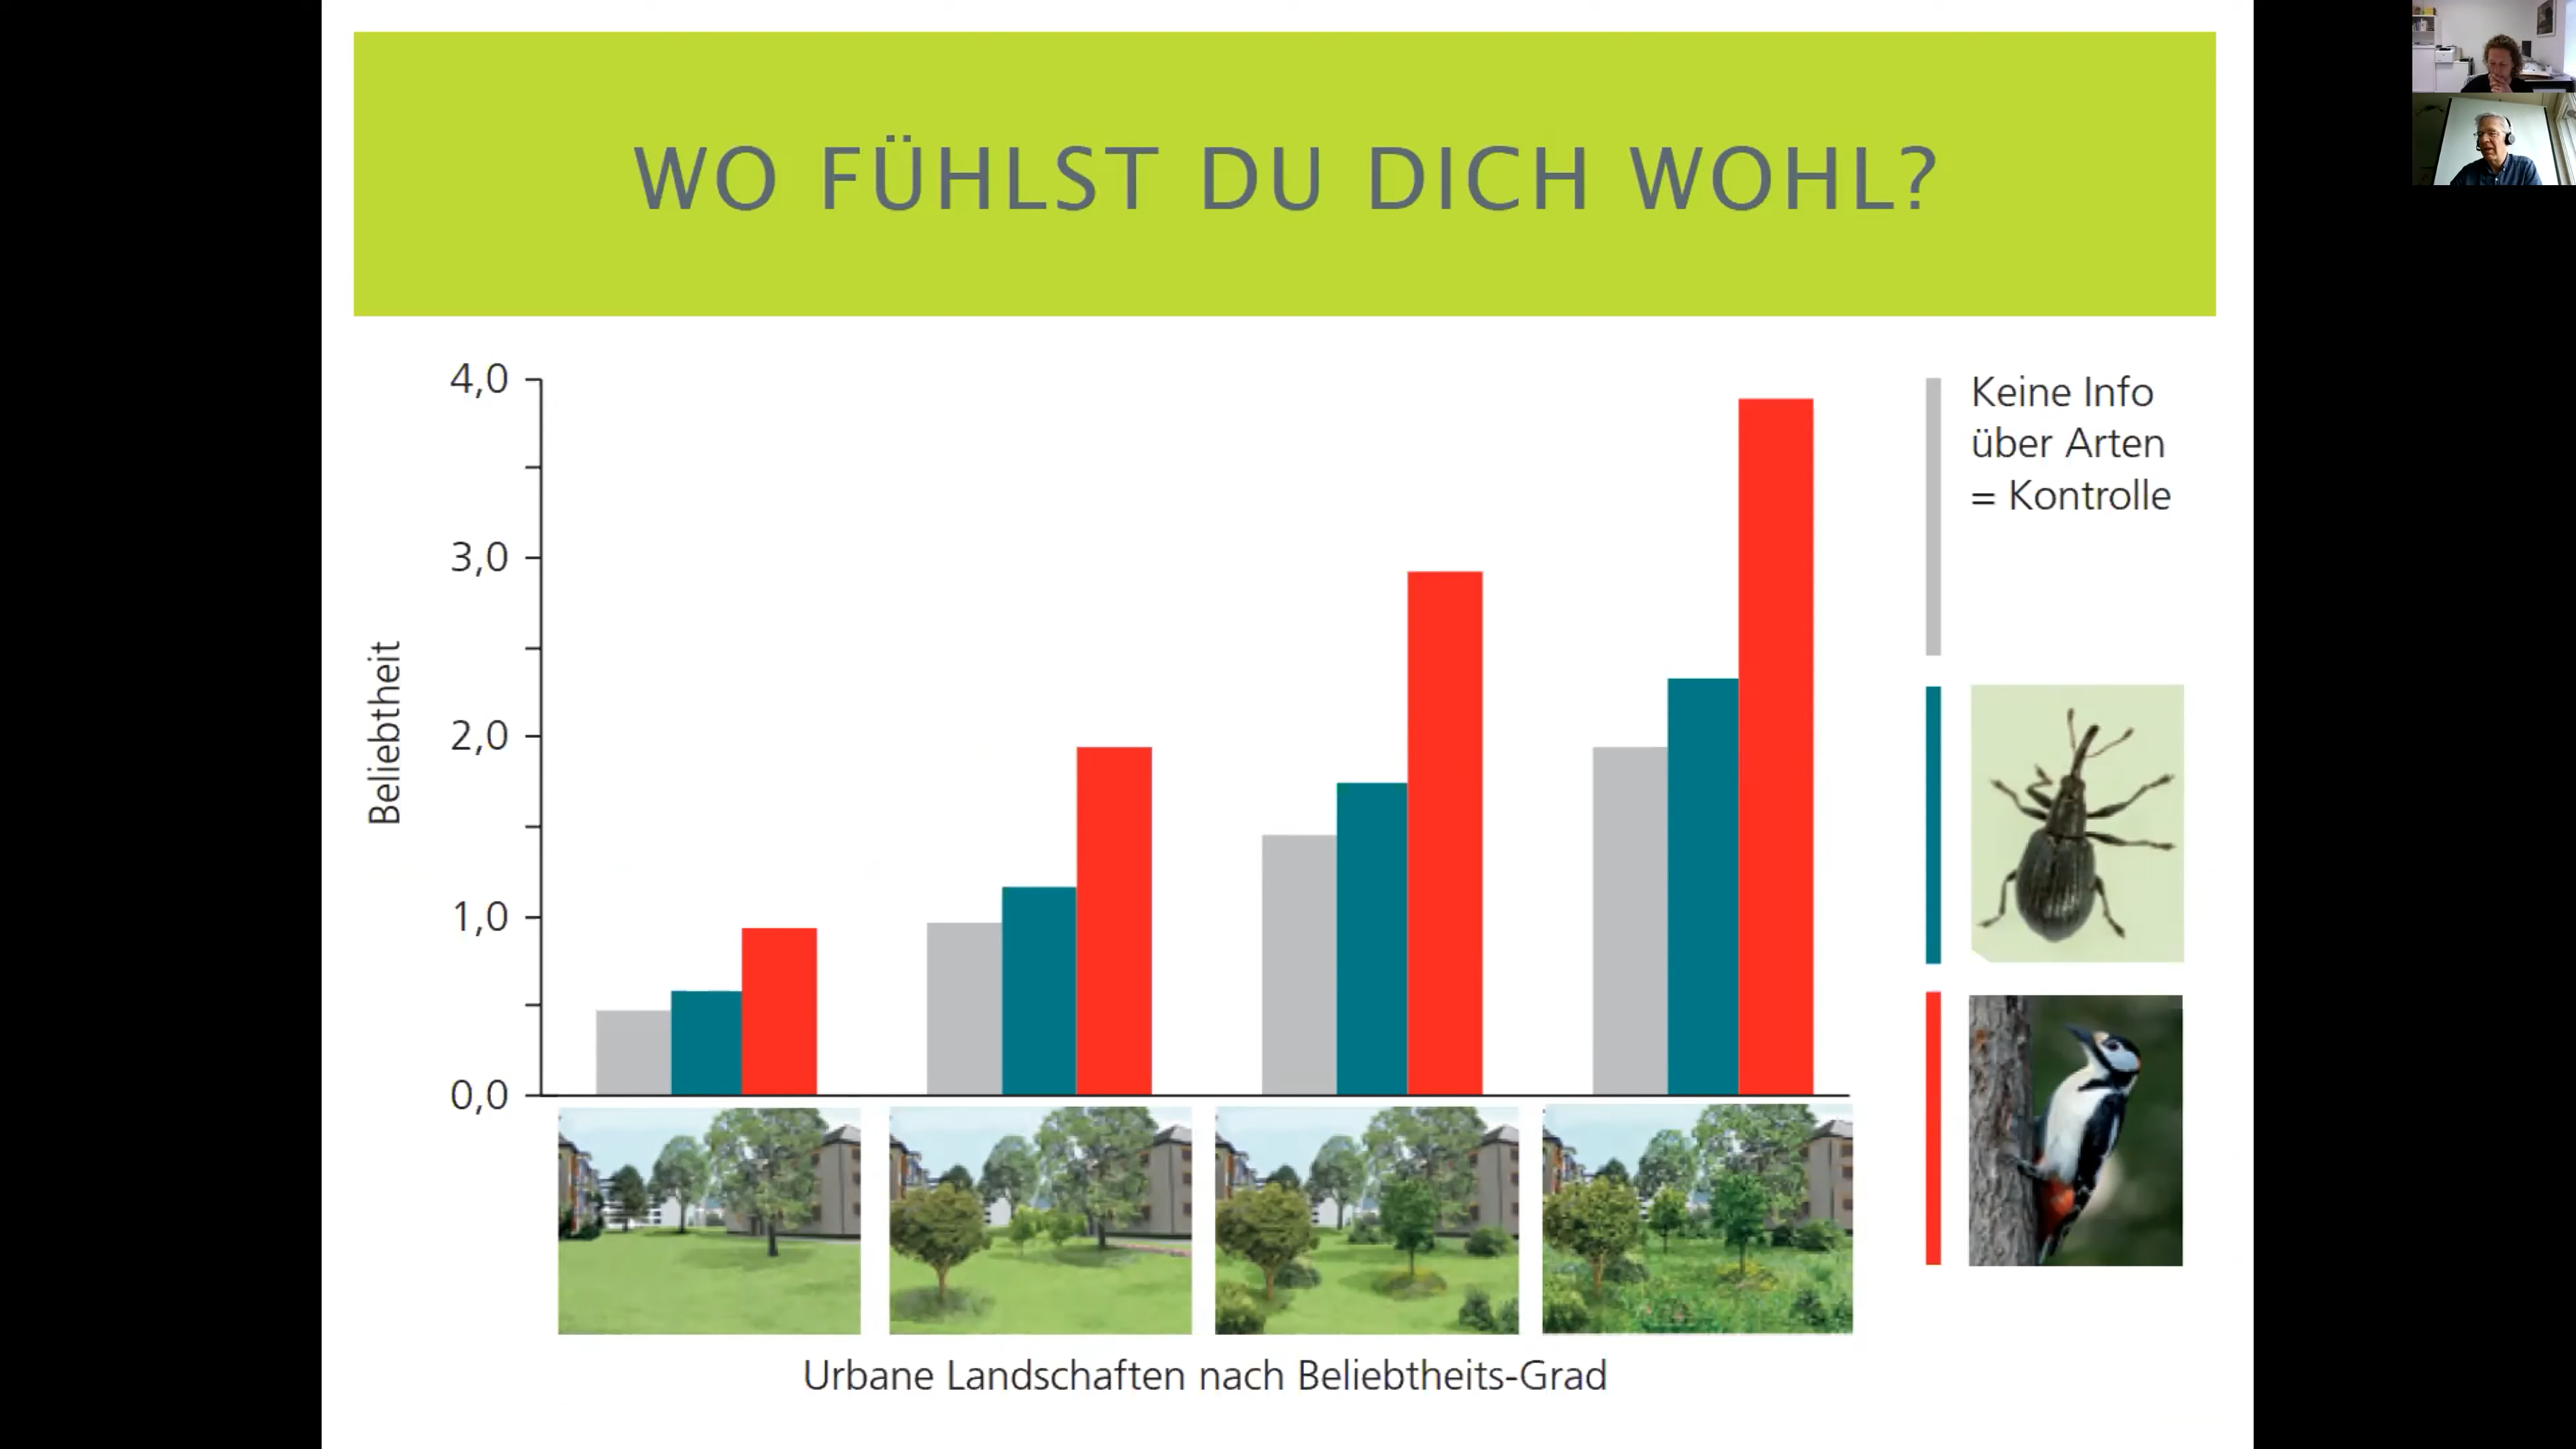 WO FÜHLST DU DICH WOHL?
4,0
3,0
2,0
1,0
0,0
Beliebtheit
Keine Info
über Arten
= Kontrolle
Urbane Landschaften nach Beliebtheits-Grad